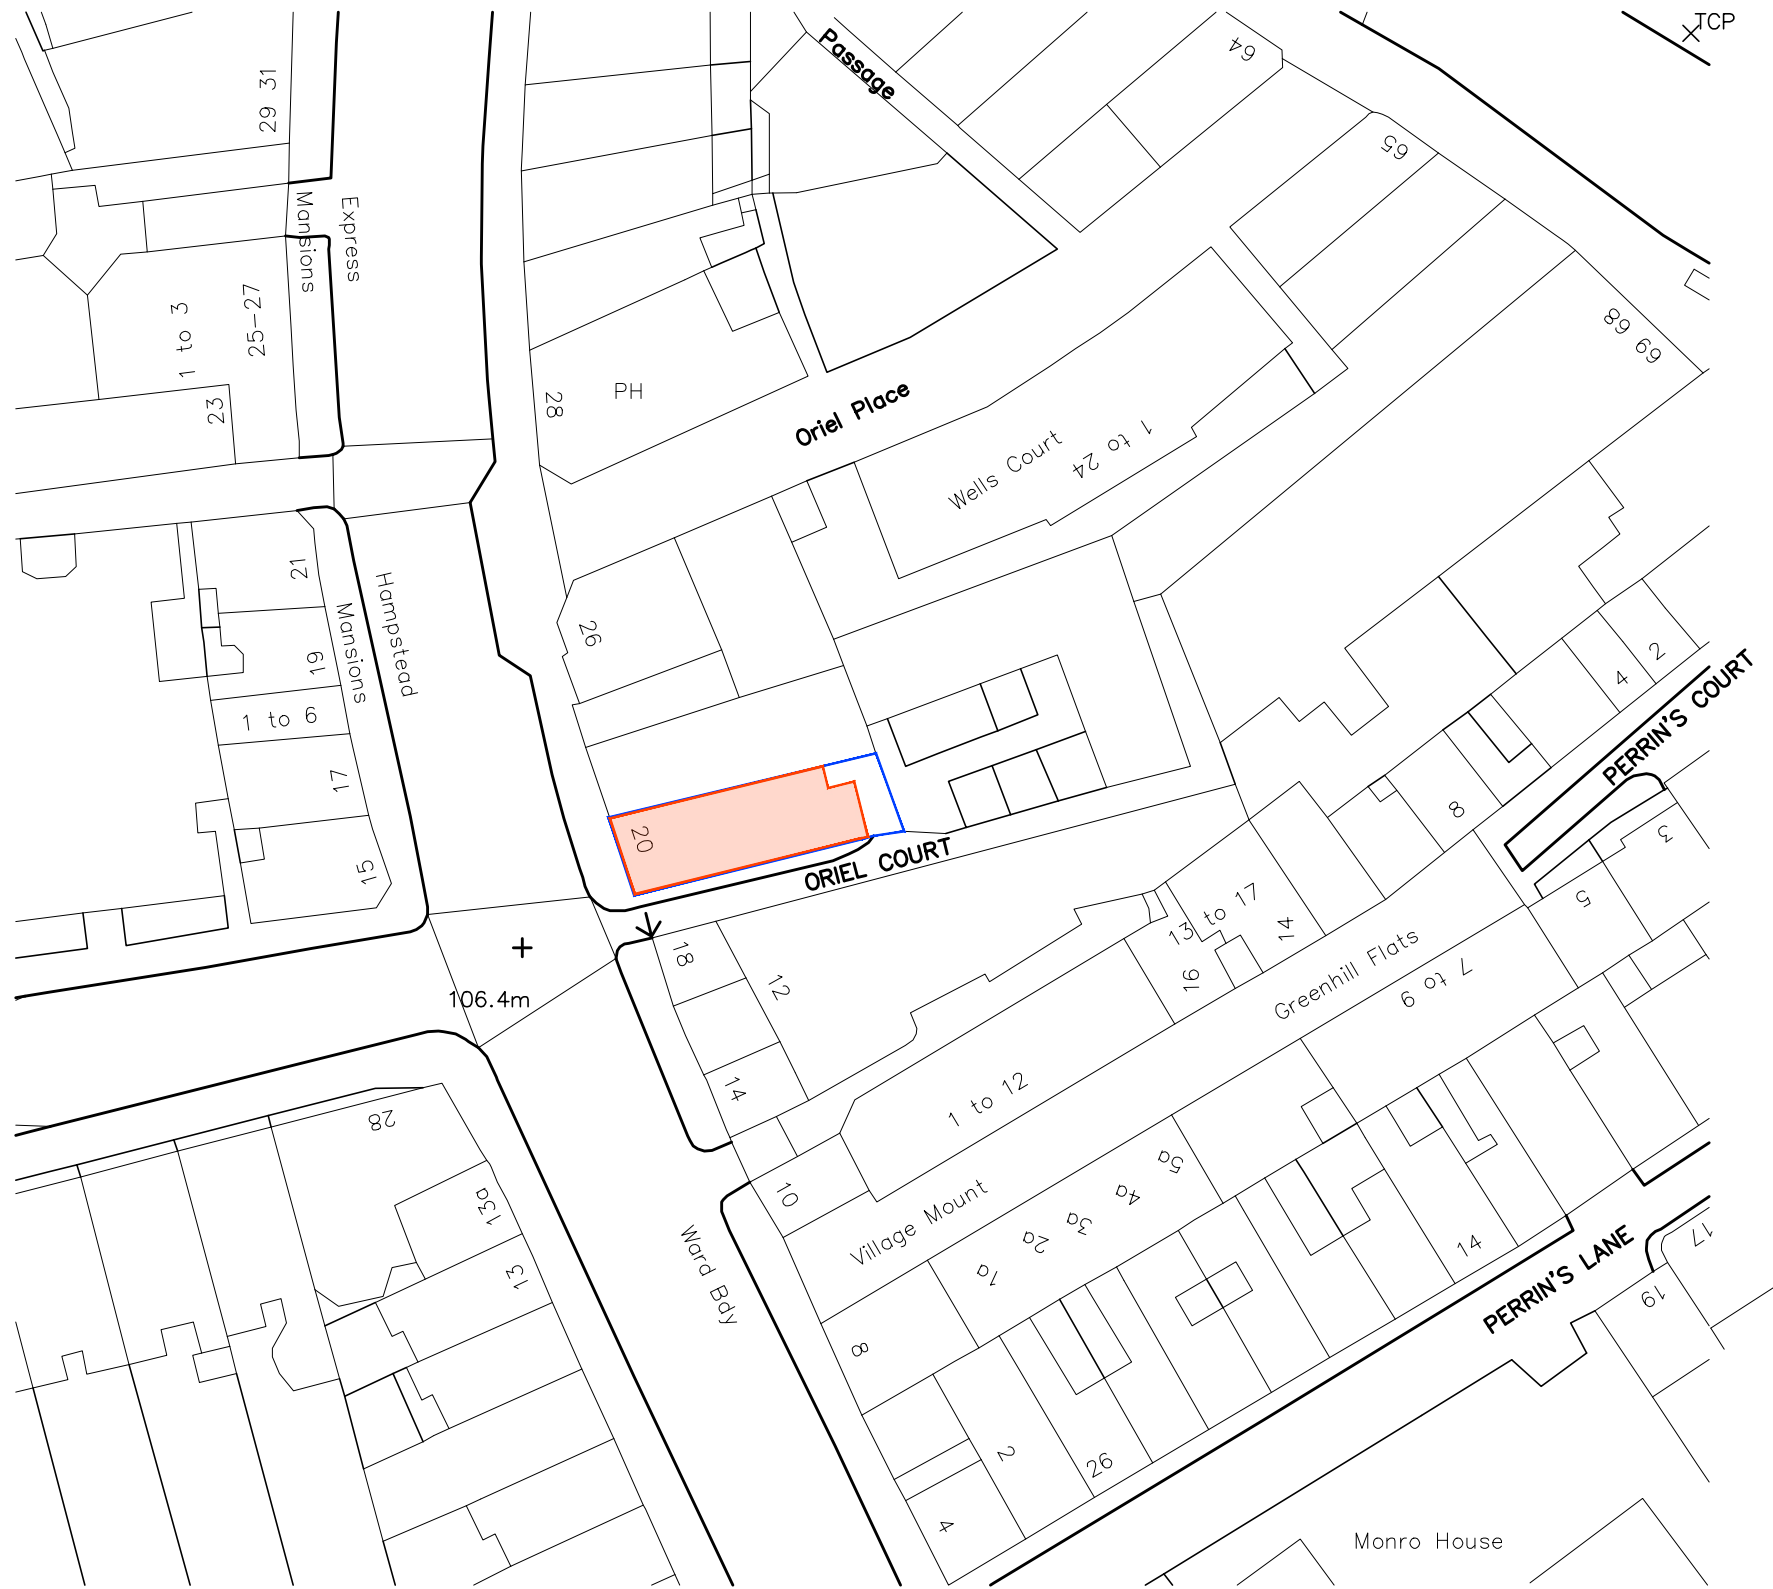 TCP
Passage
64
29 31
65
Mansions
Express
1 to 3
25-27
68
69
23
28
PH
Oriel Place
Wells Court
1 to 24
21
Hampstead
Mansions
26
19
1 to 6
17
15
2
4
PERRIN'S COURT
8
3
5
20
ORIEL COURT
18
12
13 to 17
14
16
Greenhill Flats
7 to 9
106.4m
14
1 to 12
28
13a
13
10
Village Mount
5a
4a
3a
2a
1a
Ward Bdy
14
PERRIN'S LANE
17
19
8
2
26
4
Monro House